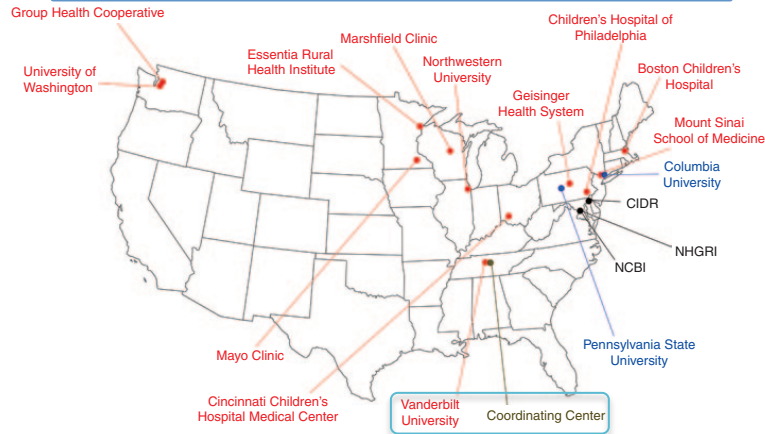 Group Health Cooperative
University of
Washington
Essentia Rural
Health Institute
Marshfield Clinic
Northwestern
University
Children's Hospital of
Philadelphia
Geisinger
Health System
Boston Children's
Hospital
Mount Sinai
School of Medicine
Columbia
University
CIDR
NHGRI
NCBI
Pennsylvania State
University
Mayo Clinic
Cincinnati Children's
Hospital Medical Center
Vanderbilt
University
Coordinating Center